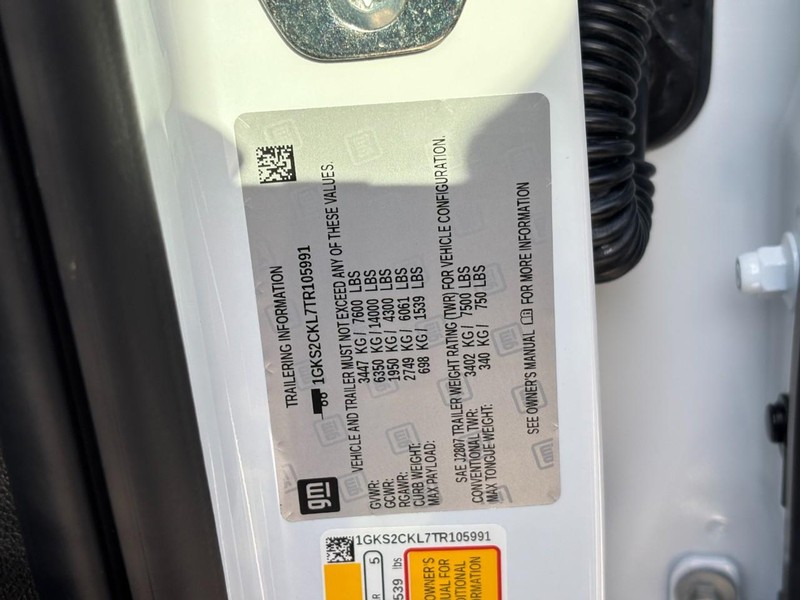 TRAILERING INFORMATION
gm
1GKS2CKL7TR105991
VEHICLE AND TRAILER MUST NOT EXCEED ANY OF THESE VALUES.
GVWR: 3447 KG / 7600 LBS
GCWR: 6350 KG / 14000 LBS
RGAWR: 1950 KG / 4300 LBS
CURB WEIGHT: 2749 KG / 6061 LBS
MAX PAYLOAD: 698 KG / 1539 LBS
SAE J2807 TRAILER WEIGHT RATING (TWR) FOR VEHICLE CONFIGURATION.
CONVENTIONAL TWR: 3402 KG / 7500 LBS
MAX TONGUE WEIGHT: 340 KG / 750 LBS
SEE OWNER'S MANUAL FOR MORE INFORMATION
1GKS2CKL7TR105991
5
539 lbs
OWNER'S
UAL FOR
DITIONAL
ORMATION